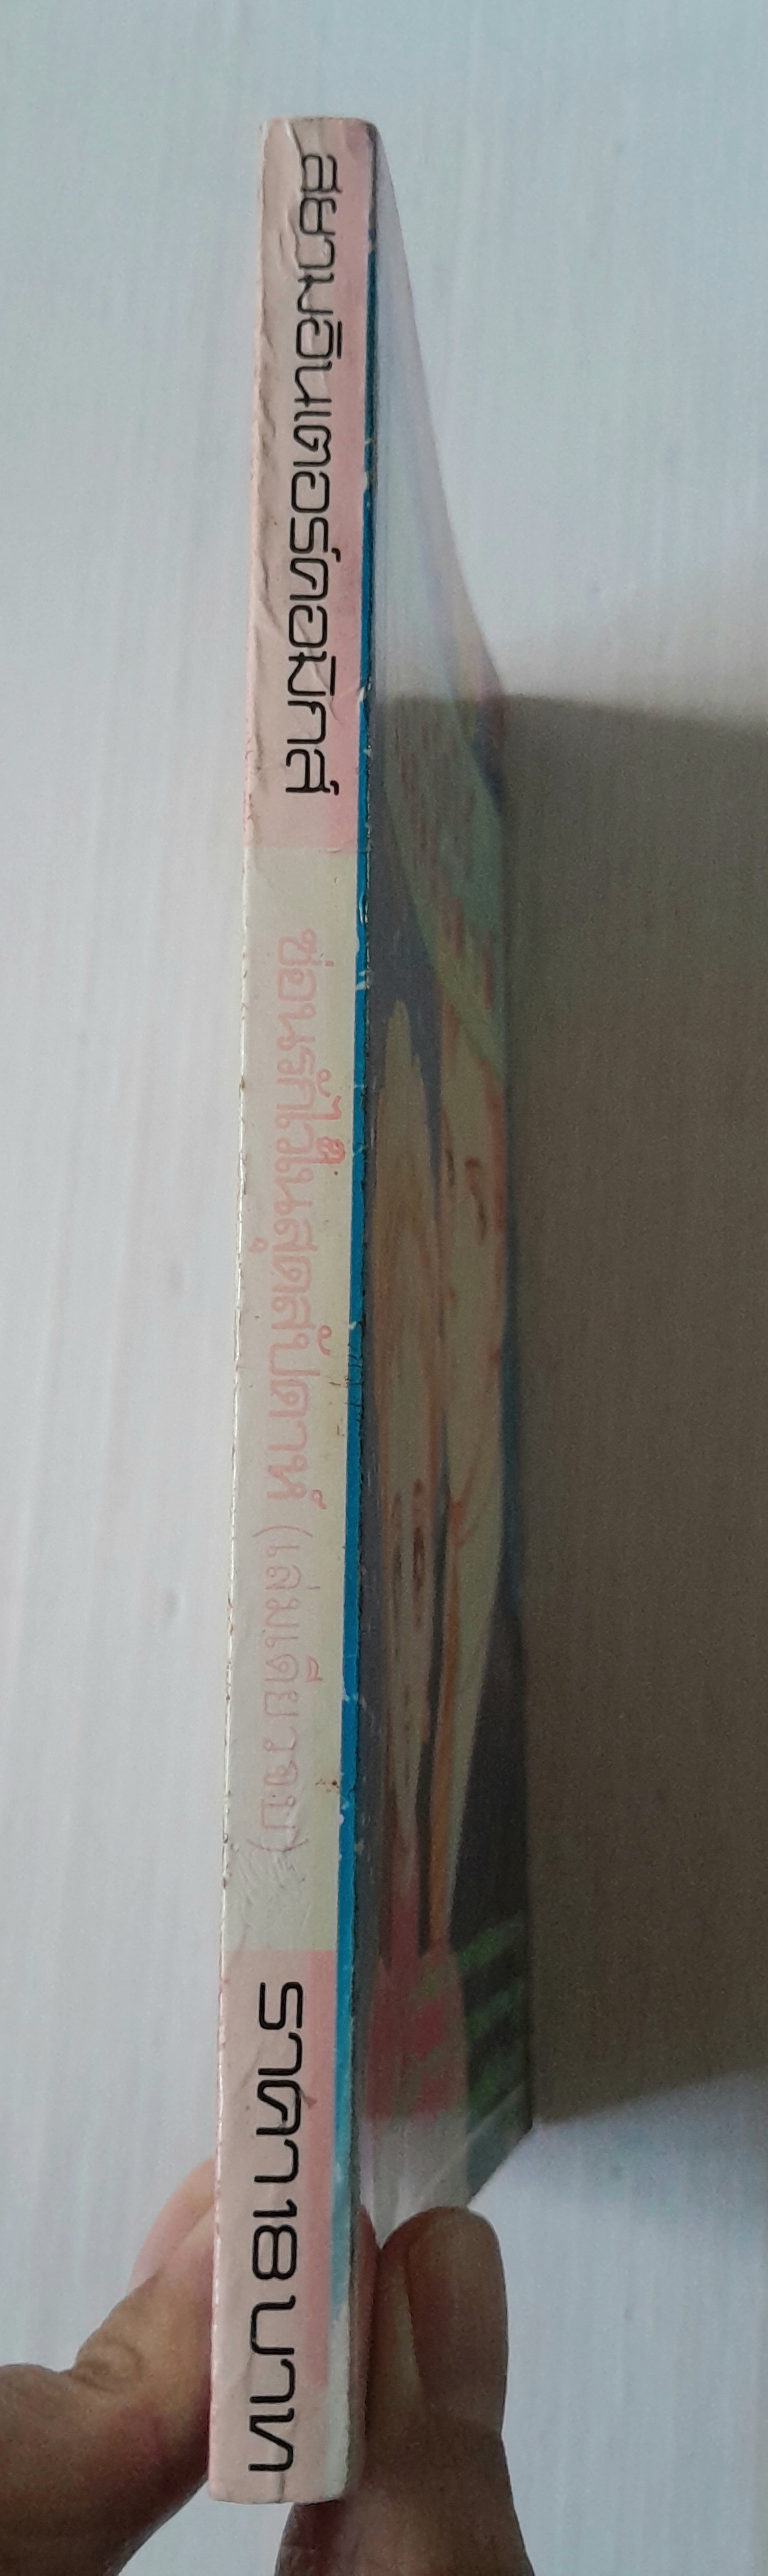 สยามอินเตอร์คอมิกส์
ซ่อนรักไว้ในสุดสัปดาห์ (เล่มเดียวจบ)
ราคา 18 บาท